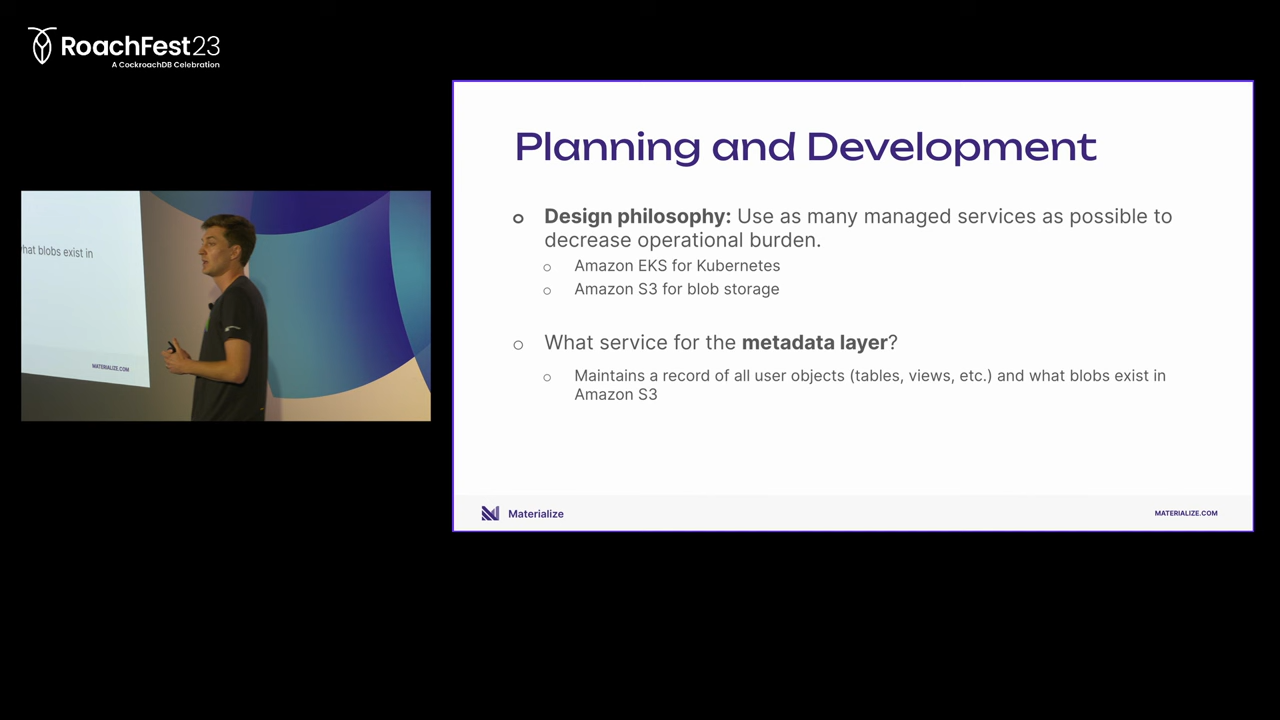 RoachFest23
A CockroachDB Celebration
Planning and Development
Design philosophy: Use as many managed services as possible to
decrease operational burden.
Amazon EKS for Kubernetes
Amazon S3 for blob storage
What service for the metadata layer?
Maintains a record of all user objects (tables, views, etc.) and what blobs exist in
Amazon S3
Materialize
MATERIALIZE.COM
what blobs exist in
MATERIALIZE.COM